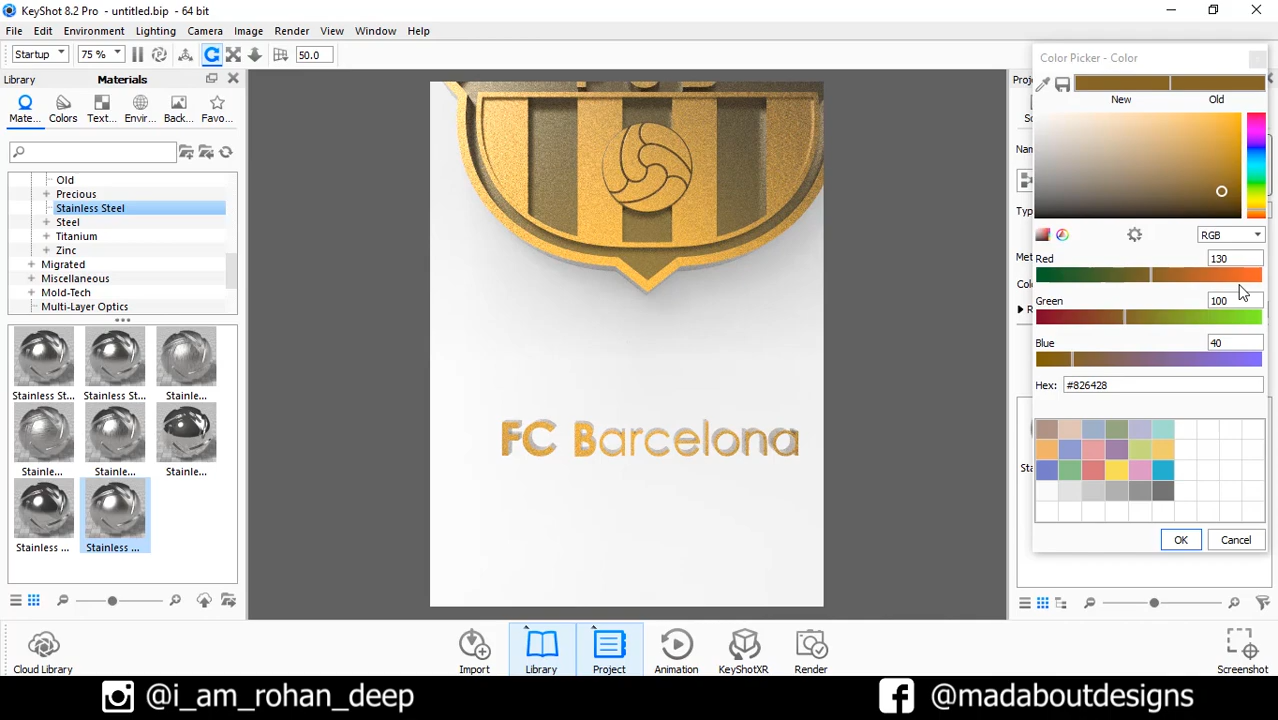 KeyShot 8.2 Pro - untitled.bip - 64 bit
File Edit Environment Lighting Camera Image Render View Window Help
Startup 75 % 50.0
Library Materials
Mate... Colors Text... Envir... Back... Favo...
Old
Precious
Stainless Steel
Steel
Titanium
Zinc
Migrated
Miscellaneous
Mold-Tech
Multi-Layer Optics
Stainless St... Stainless St... Stainle...
Stainle... Stainle... Stainle...
Stainless ... Stainless ...
FC Barcelona
Color Picker - Color
New Old
RGB
Red 130
Green 100
Blue 40
Hex: #826428
OK Cancel
Cloud Library Import Library Project Animation KeyShotXR Render Screenshot
@i_am_rohan_deep @madaboutdesigns